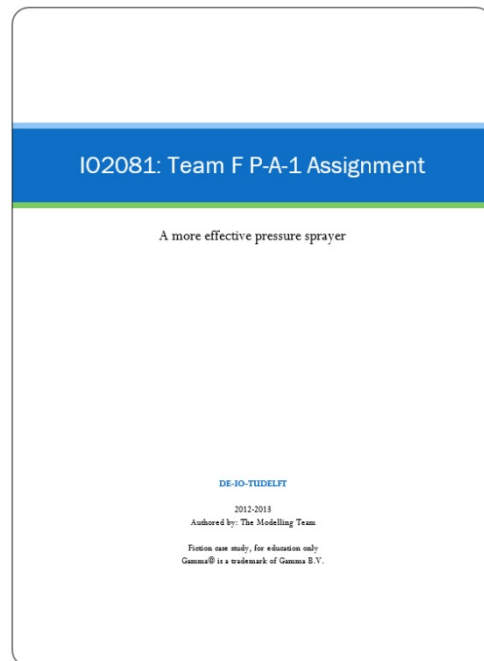 IO2081: Team F P-A-1 Assignment
A more effective pressure sprayer
DE-IO-TUDELFT
2012-2013
Authored by: The Modelling Team
Fiction case study, for education only
Gamma® is a trademark of Gamma B.V.